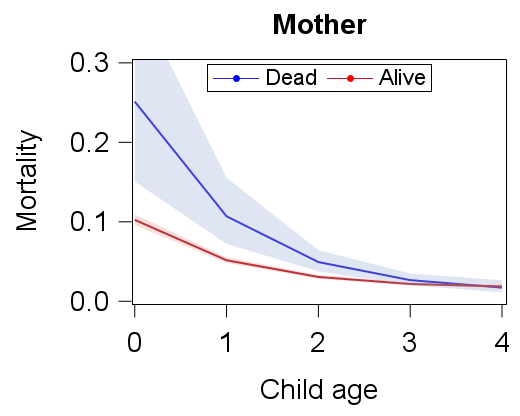 Mother
Dead Alive
0.3
0.2
0.1
0.0
Mortality
0 1 2 3 4
Child age